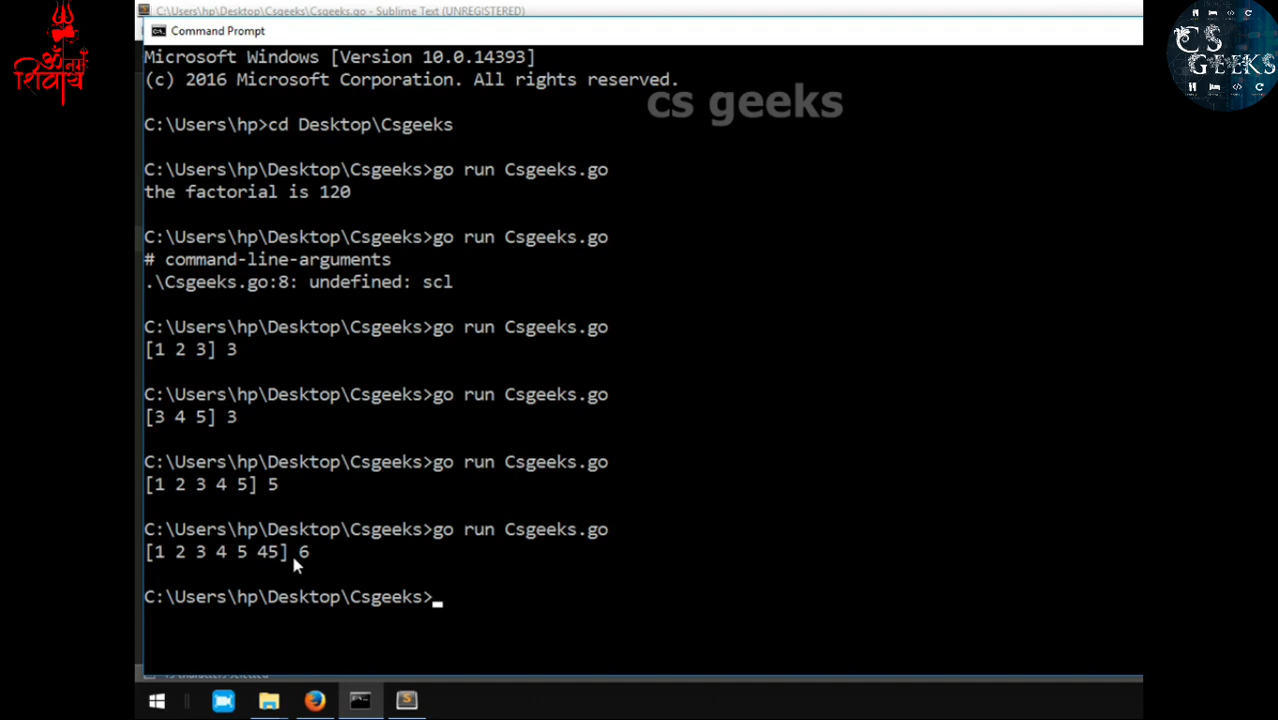 C:\Users\hp\Desktop\Csgeeks\Csgeeks.go - Sublime Text (UNREGISTERED)
Command Prompt
Microsoft Windows [Version 10.0.14393]
(c) 2016 Microsoft Corporation. All rights reserved.
cs geeks
C:\Users\hp>cd Desktop\Csgeeks
C:\Users\hp\Desktop\Csgeeks>go run Csgeeks.go
the factorial is 120
C:\Users\hp\Desktop\Csgeeks>go run Csgeeks.go
# command-line-arguments
.\Csgeeks.go:8: undefined: scl
C:\Users\hp\Desktop\Csgeeks>go run Csgeeks.go
[1 2 3] 3
C:\Users\hp\Desktop\Csgeeks>go run Csgeeks.go
[3 4 5] 3
C:\Users\hp\Desktop\Csgeeks>go run Csgeeks.go
[1 2 3 4 5] 5
C:\Users\hp\Desktop\Csgeeks>go run Csgeeks.go
[1 2 3 4 5 45] 6
C:\Users\hp\Desktop\Csgeeks>
ॐ नमः
शिवाय
CS
GEEKS